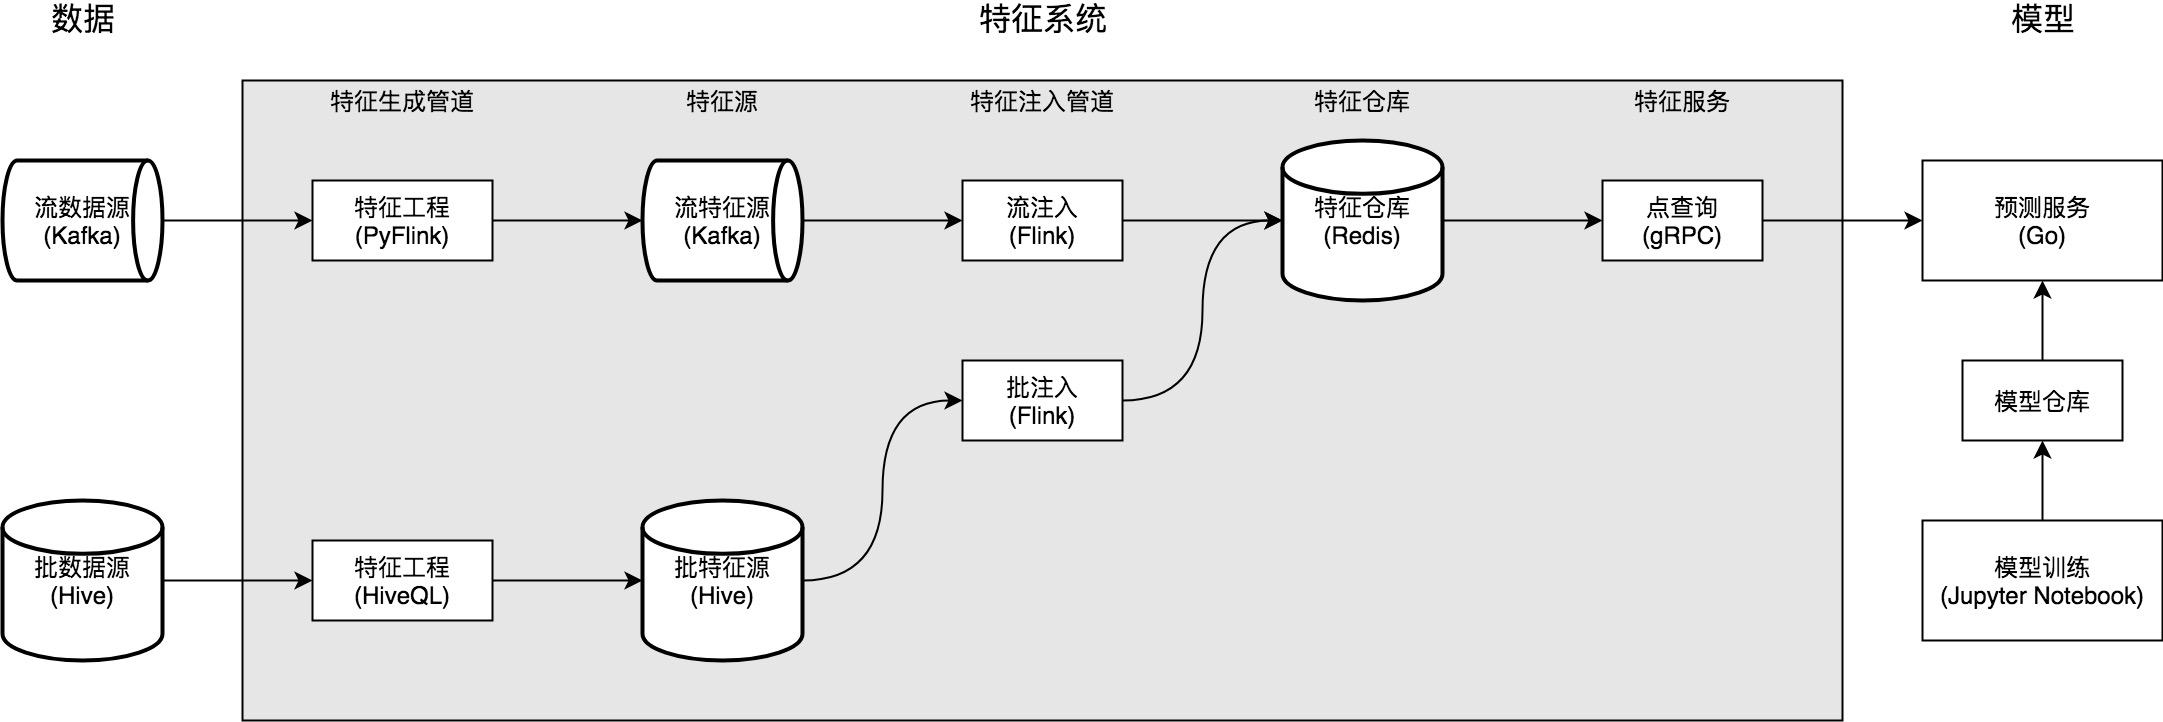 数据
特征系统
模型
特征生成管道
特征源
特征注入管道
特征仓库
特征服务
流数据源
(Kafka)
特征工程
(PyFlink)
流特征源
(Kafka)
流注入
(Flink)
特征仓库
(Redis)
点查询
(gRPC)
预测服务
(Go)
批注入
(Flink)
模型仓库
批数据源
(Hive)
特征工程
(HiveQL)
批特征源
(Hive)
模型训练
(Jupyter Notebook)